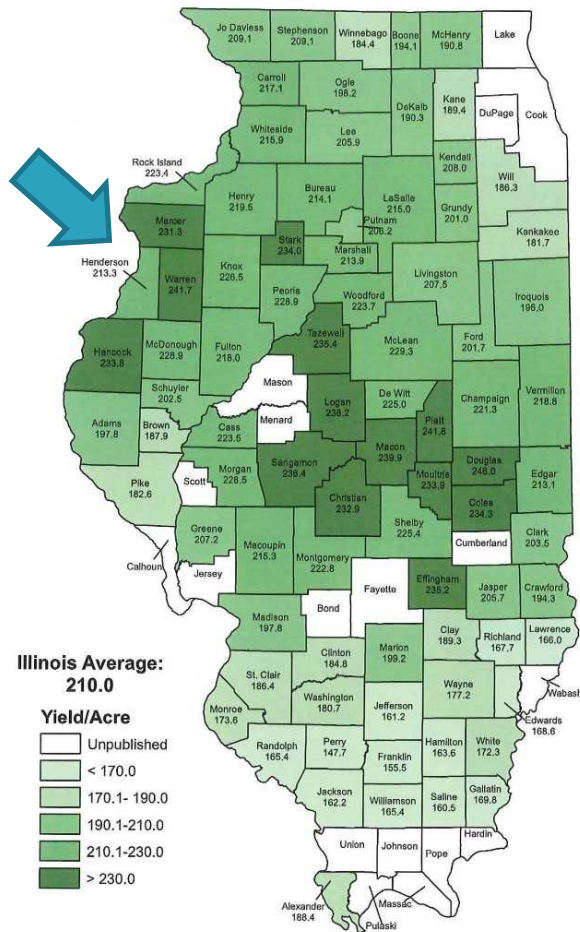 Jo Daviess
209.1
Stephenson
209.1
Winnebago
184.4
Boone
194.1
McHenry
190.8
Lake
Carroll
217.1
Ogle
198.2
DeKalb
190.3
Kane
189.4
DuPage
Cook
Whiteside
215.9
Lee
205.9
Kendall
208.0
Will
186.3
Rock Island
223.4
Henry
219.5
Bureau
214.1
LaSalle
215.0
Grundy
201.0
Kankakee
181.7
Mercer
231.3
Putnam
206.2
Stark
234.0
Marshall
213.9
Henderson
213.3
Warren
241.7
Knox
226.5
Peoria
228.9
Livingston
207.5
Iroquois
196.0
Woodford
223.7
Hancock
233.8
McDonough
228.9
Fulton
218.0
Tazewell
235.4
McLean
229.3
Ford
201.7
Mason
Schuyler
202.5
Logan
236.2
De Witt
225.0
Piatt
241.8
Champaign
221.3
Vermilion
218.8
Adams
197.8
Brown
187.9
Cass
223.5
Menard
Macon
239.9
Douglas
246.0
Pike
182.6
Scott
Morgan
228.5
Sangamon
236.4
Christian
232.9
Moultrie
233.9
Coles
234.3
Edgar
213.1
Greene
207.2
Shelby
225.4
Cumberland
Clark
203.5
Calhoun
Jersey
Macoupin
215.3
Montgomery
222.8
Fayette
Effingham
235.2
Jasper
205.7
Crawford
194.3
Bond
Madison
197.8
Clay
189.3
Richland
167.7
Lawrence
166.0
Clinton
184.8
Marion
199.2
Illinois Average:
210.0
St. Clair
186.4
Wayne
177.2
Wabash
Washington
180.7
Jefferson
161.2
Edwards
168.6
Monroe
173.6
Yield/Acre
Unpublished
< 170.0
170.1- 190.0
190.1-210.0
210.1-230.0
> 230.0
Randolph
165.4
Perry
147.7
Franklin
155.5
Hamilton
163.6
White
172.3
Jackson
162.2
Williamson
165.4
Saline
160.5
Gallatin
169.8
Union
Johnson
Pope
Hardin
Alexander
188.4
Massac
Pulaski